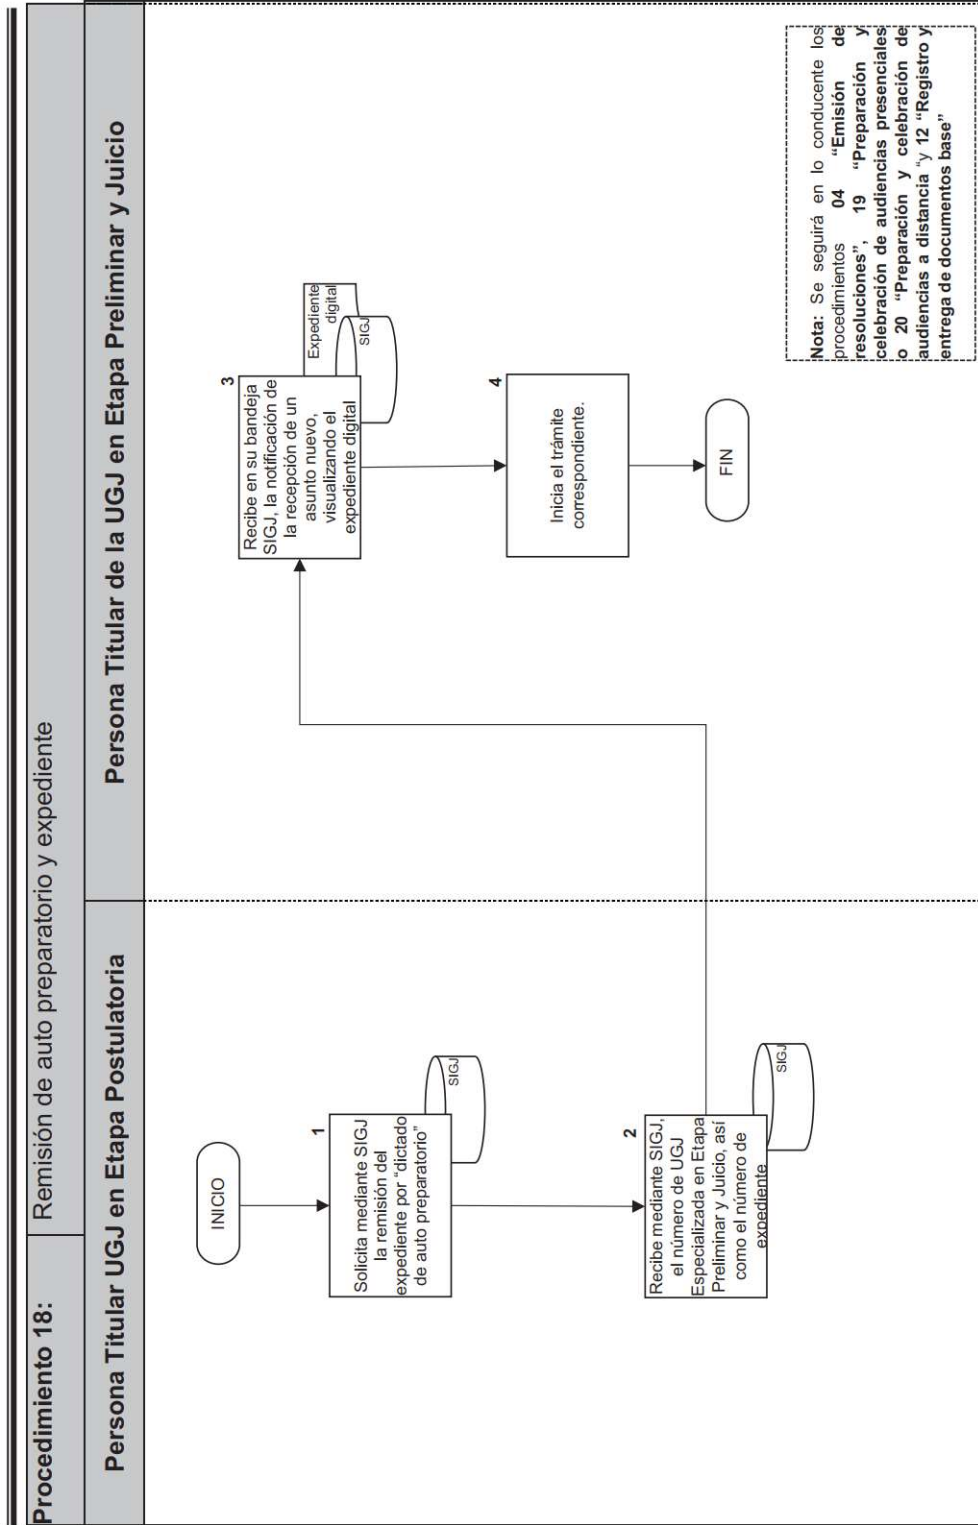 Procedimiento 18:
Remisión de auto preparatorio y expediente
Persona Titular UGJ en Etapa Postulatoria
Persona Titular de la UGJ en Etapa Preliminar y Juicio
INICIO
1
Solicita mediante SIGJ
la remisión del
expediente por “dictado
de auto preparatorio”
SIGJ
2
Recibe mediante SIGJ,
el número de UGJ
Especializada en Etapa
Preliminar y Juicio, así
como el número de
expediente
SIGJ
3
Recibe en su bandeja
SIGJ, la notificación de
la recepción de un
asunto nuevo,
visualizando el
expediente digital
Expediente
digital
SIGJ
4
Inicia el trámite
correspondiente.
FIN
Nota: Se seguirá en lo conducente los
procedimientos 04 “Emisión de
resoluciones”, 19 “Preparación y
celebración de audiencias presenciales
o 20 “Preparación y celebración de
audiencias a distancia “y 12 “Registro y
entrega de documentos base”